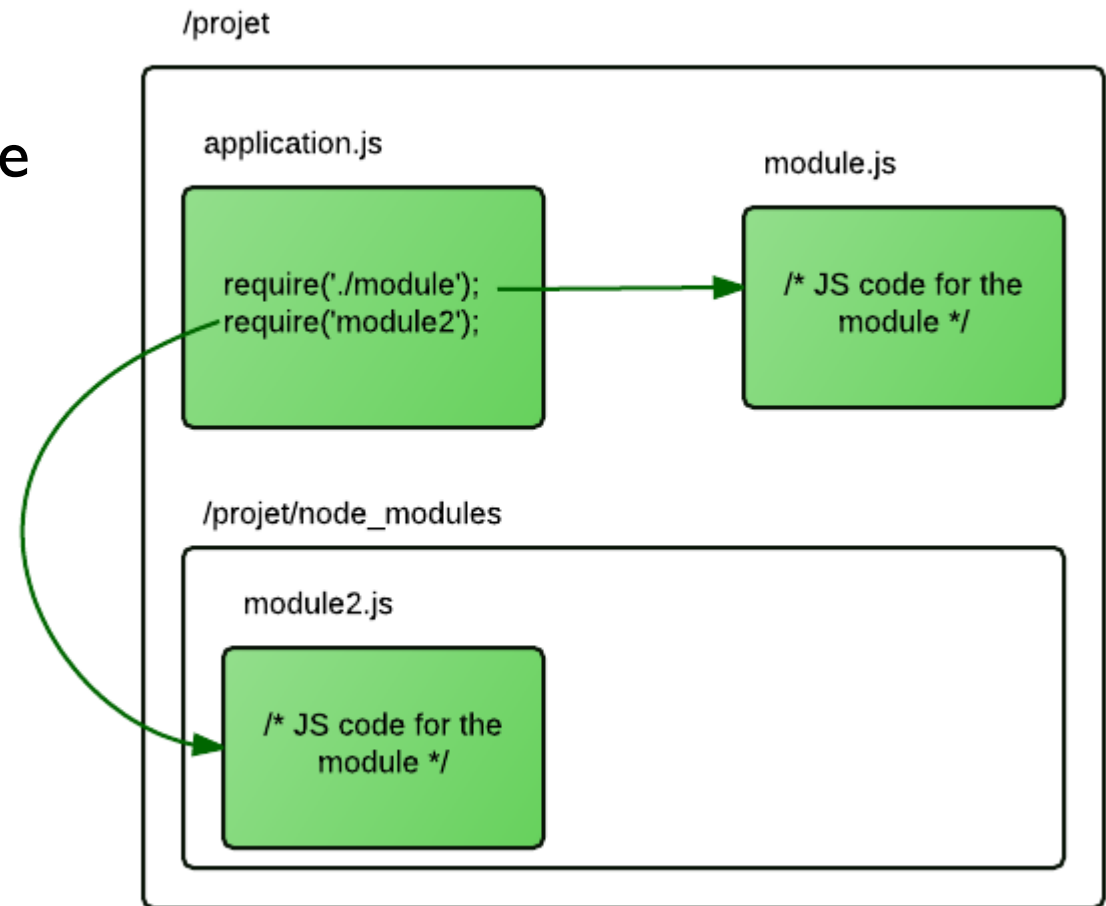 /projet
e
application.js
module.js
require('./module');
require('module2');
/* JS code for the
module */
/projet/node_modules
module2.js
/* JS code for the
module */